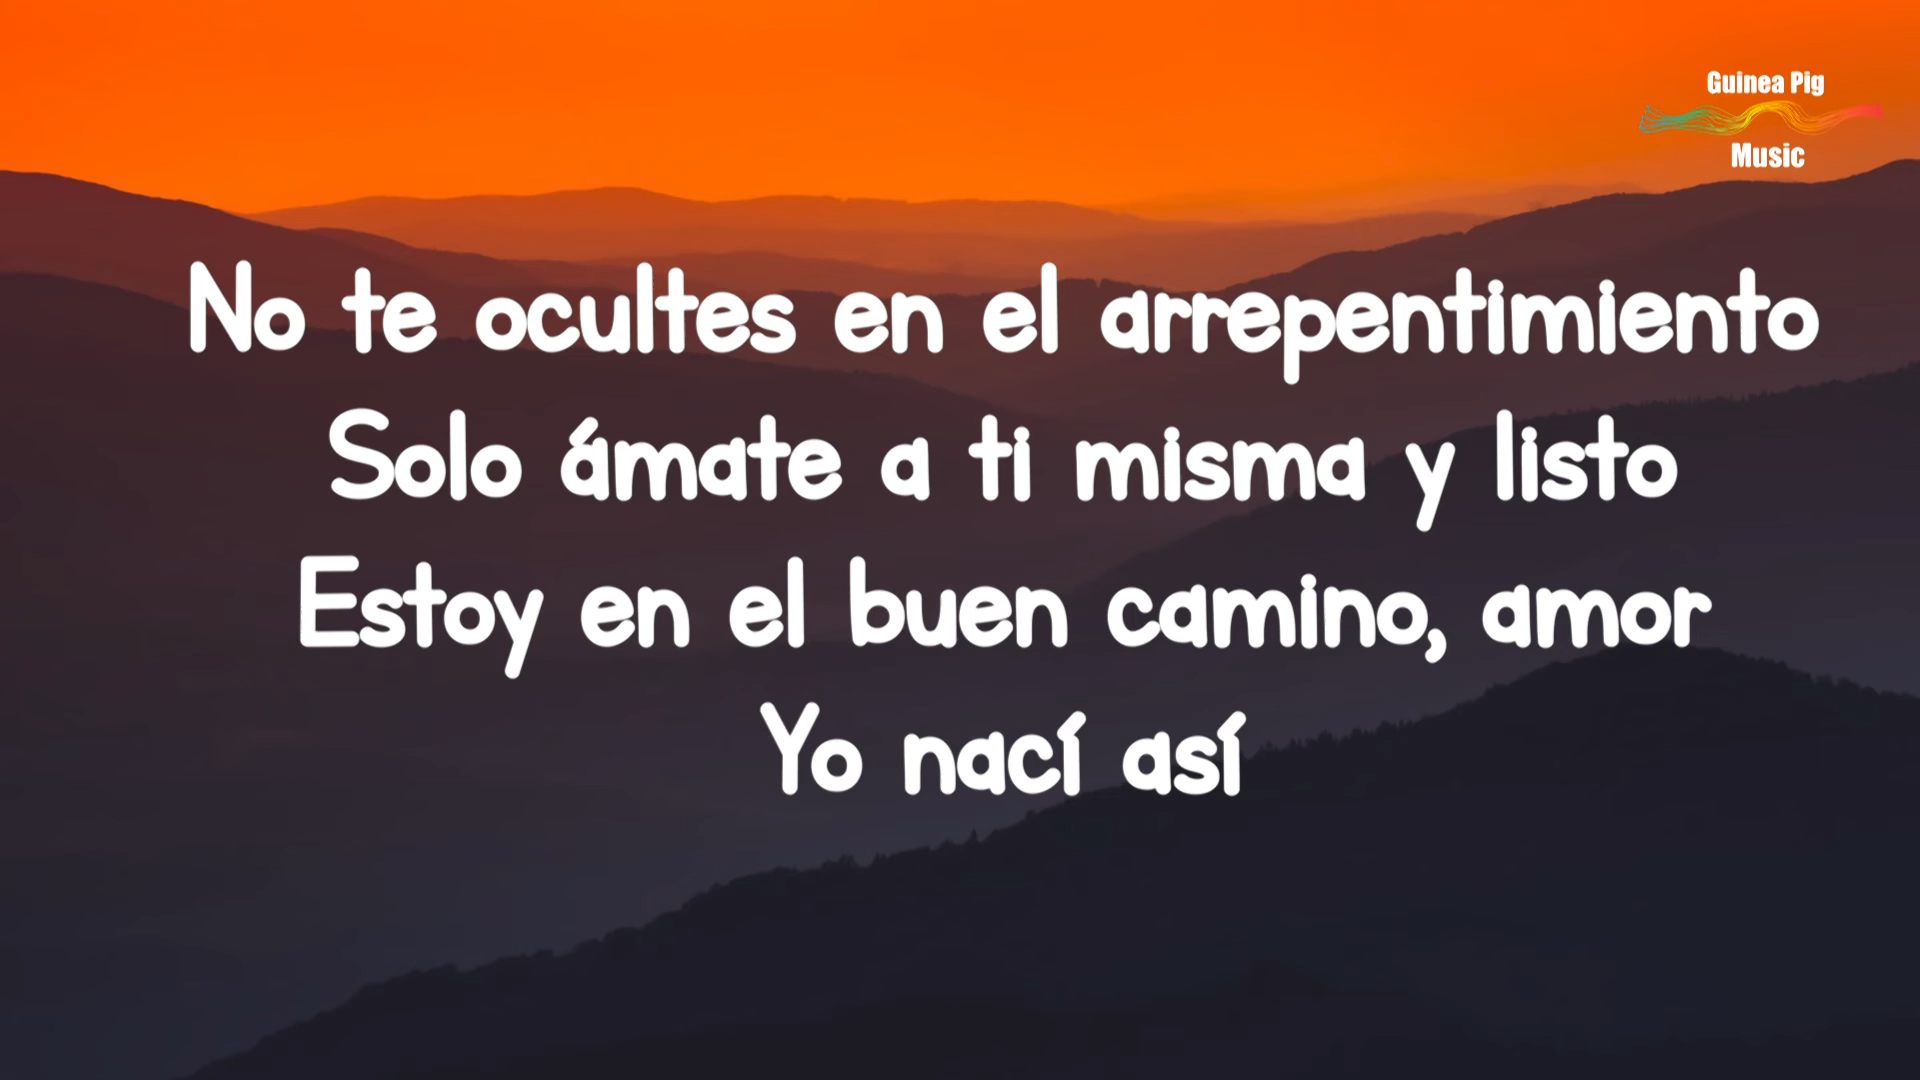 Guinea Pig
Music
No te ocultes en el arrepentimiento
Solo ámate a ti misma y listo
Estoy en el buen camino, amor
Yo nací así